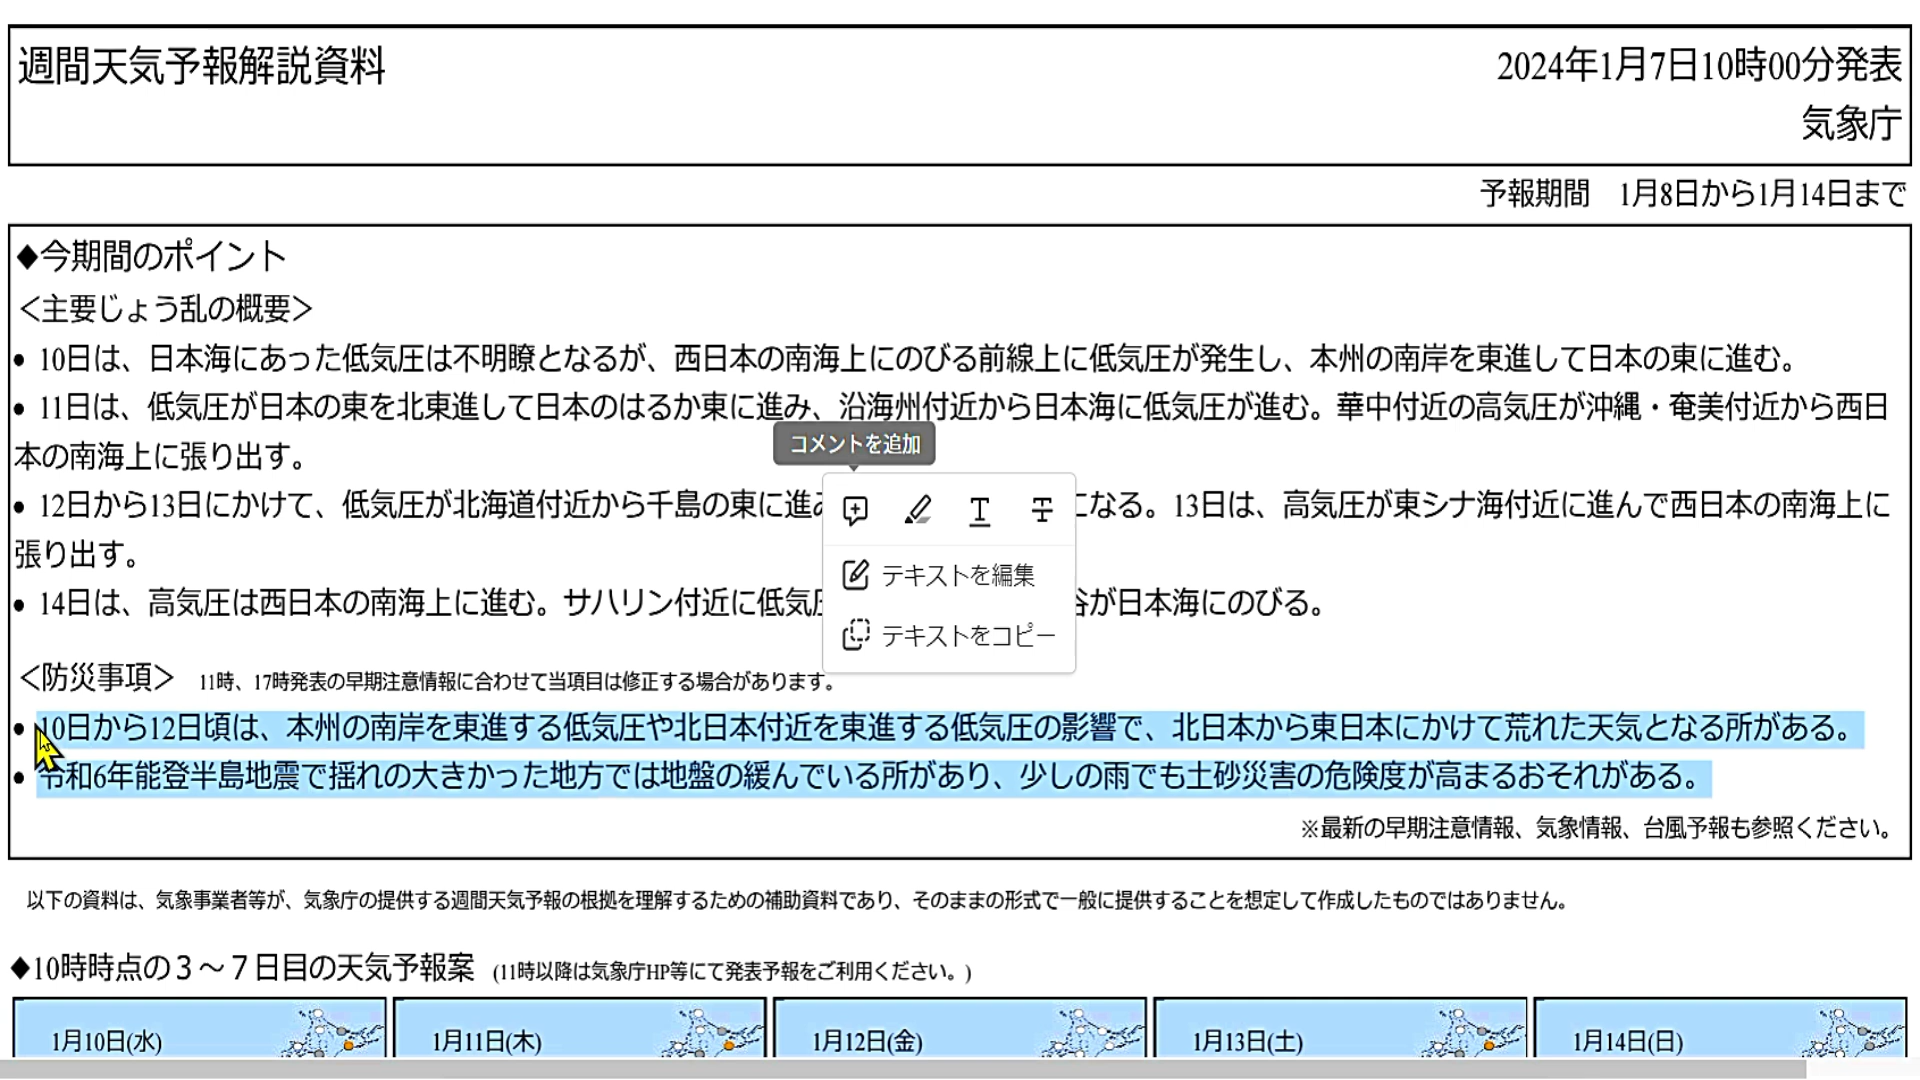 週間天気予報解説資料
2024年1月7日10時00分発表
気象庁
予報期間　1月8日から1月14日まで
◆今期間のポイント
＜主要じょう乱の概要＞
● 10日は、日本海にあった低気圧は不明瞭となるが、西日本の南海上にのびる前線上に低気圧が発生し、本州の南岸を東進して日本の東に進む。
● 11日は、低気圧が日本の東を北東進して日本のはるか東に進み、沿海州付近から日本海に低気圧が進む。華中付近の高気圧が沖縄・奄美付近から西日
本の南海上に張り出す。
コメントを追加
● 12日から13日にかけて、低気圧が北海道付近から千島の東に進み になる。13日は、高気圧が東シナ海付近に進んで西日本の南海上に
張り出す。
テキストを編集
● 14日は、高気圧は西日本の南海上に進む。サハリン付近に低気圧 谷が日本海にのびる。
テキストをコピー
＜防災事項＞　11時、17時発表の早期注意情報に合わせて当項目は修正する場合があります。
● 10日から12日頃は、本州の南岸を東進する低気圧や北日本付近を東進する低気圧の影響で、北日本から東日本にかけて荒れた天気となる所がある。
● 令和6年能登半島地震で揺れの大きかった地方では地盤の緩んでいる所があり、少しの雨でも土砂災害の危険度が高まるおそれがある。
※最新の早期注意情報、気象情報、台風予報も参照ください。
以下の資料は、気象事業者等が、気象庁の提供する週間天気予報の根拠を理解するための補助資料であり、そのままの形式で一般に提供することを想定して作成したものではありません。
◆10時時点の３～７日目の天気予報案　(11時以降は気象庁HP等にて発表予報をご利用ください。)
1月10日(水)
1月11日(木)
1月12日(金)
1月13日(土)
1月14日(日)